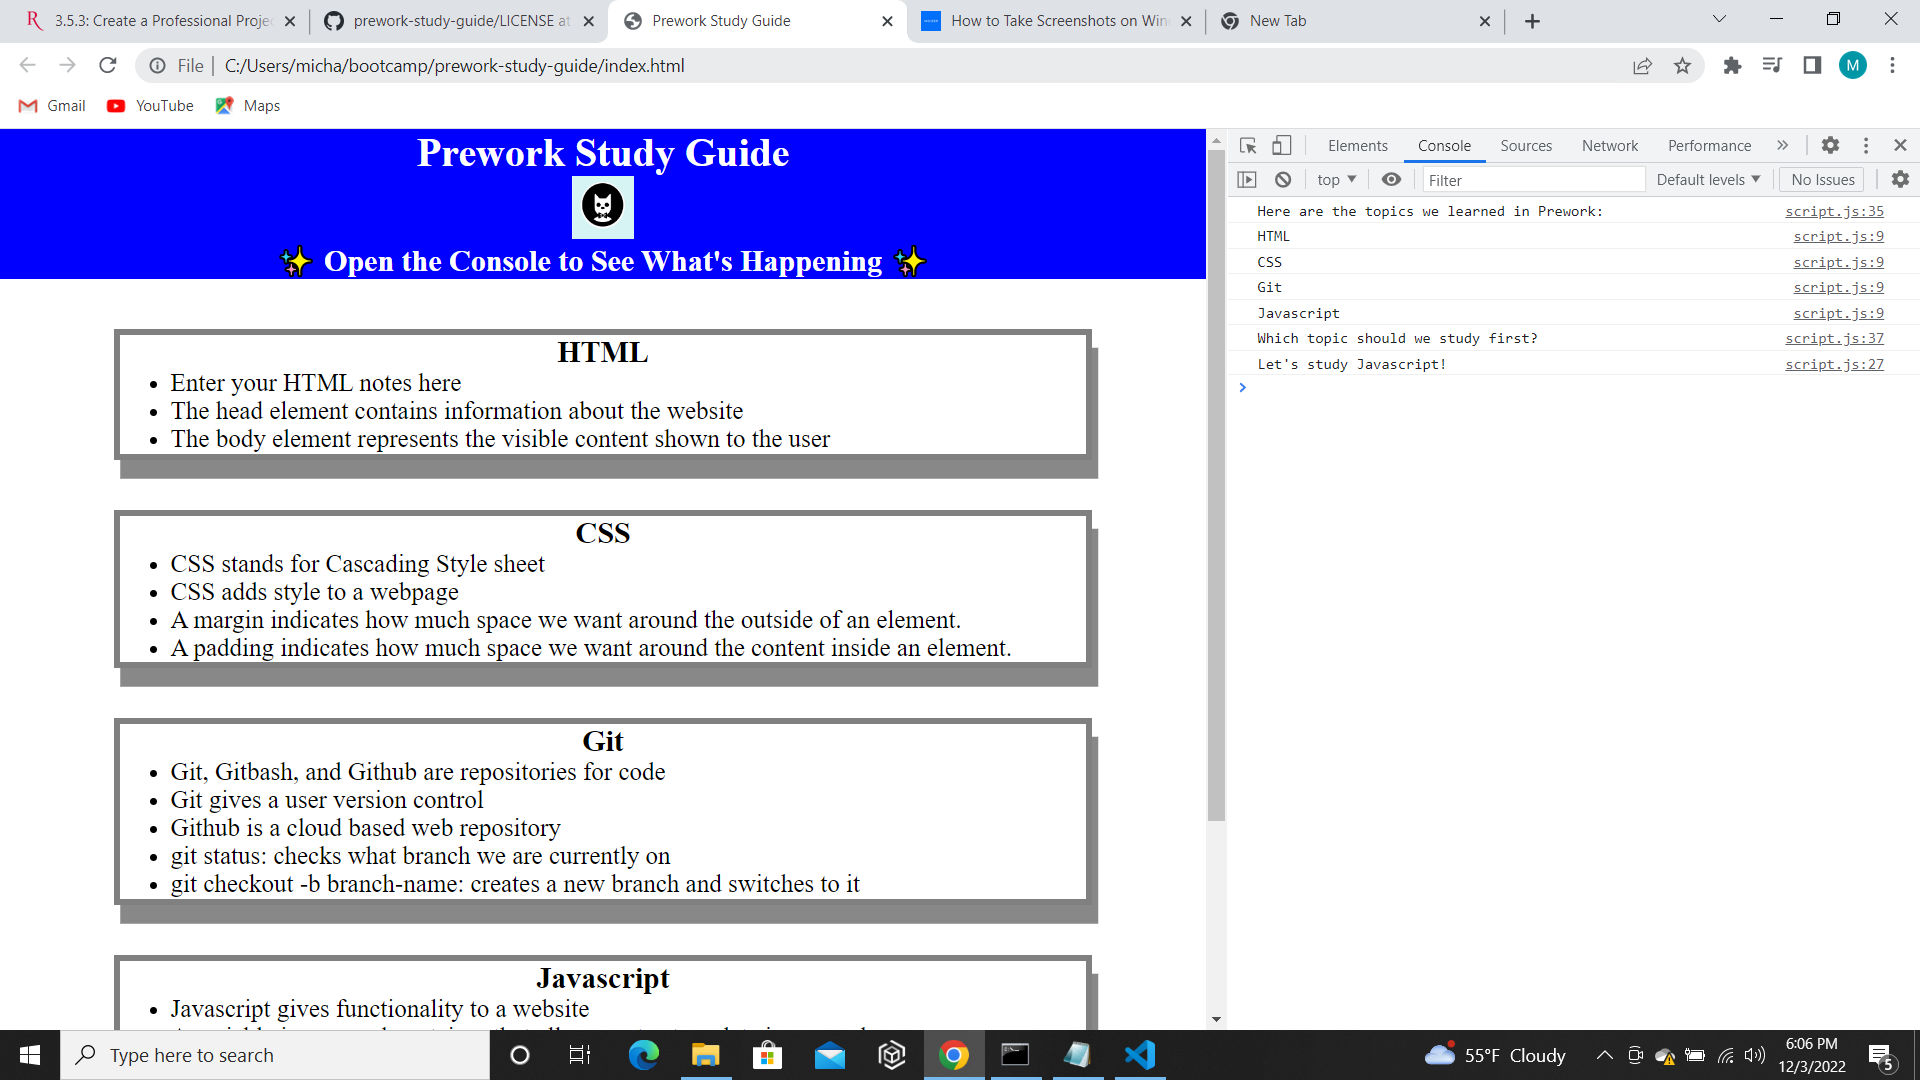 3.5.3: Create a Professional Projec
prework-study-guide/LICENSE at
Prework Study Guide
How to Take Screenshots on Win
New Tab
File
C:/Users/micha/bootcamp/prework-study-guide/index.html
M
Gmail
YouTube
Maps
Prework Study Guide
✨ Open the Console to See What's Happening ✨
HTML
• Enter your HTML notes here
• The head element contains information about the website
• The body element represents the visible content shown to the user
CSS
• CSS stands for Cascading Style sheet
• CSS adds style to a webpage
• A margin indicates how much space we want around the outside of an element.
• A padding indicates how much space we want around the content inside an element.
Git
• Git, Gitbash, and Github are repositories for code
• Git gives a user version control
• Github is a cloud based web repository
• git status: checks what branch we are currently on
• git checkout -b branch-name: creates a new branch and switches to it
Javascript
• Javascript gives functionality to a website
Elements Console Sources Network Performance »
top Filter Default levels No Issues
Here are the topics we learned in Prework: script.js:35
HTML script.js:9
CSS script.js:9
Git script.js:9
Javascript script.js:9
Which topic should we study first? script.js:37
Let's study Javascript! script.js:27
Type here to search
55°F Cloudy
6:06 PM
12/3/2022
5